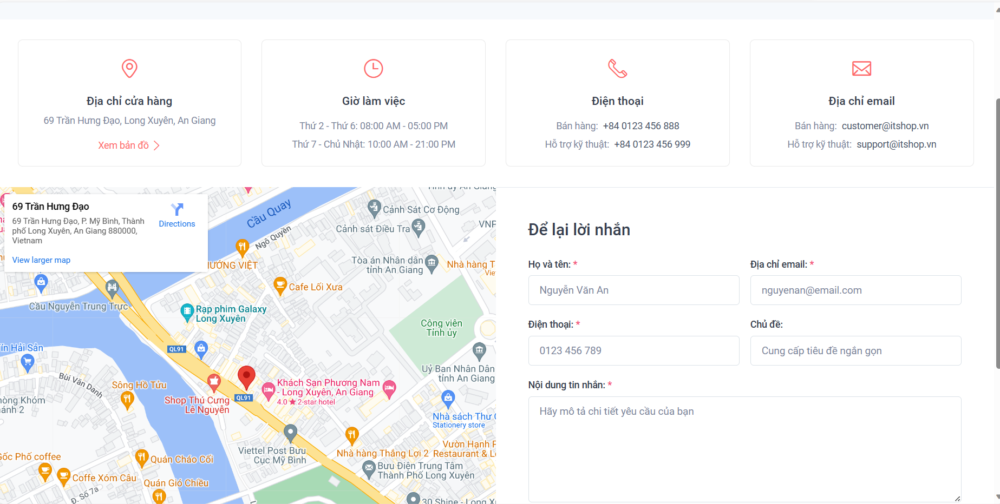 Địa chỉ cửa hàng
69 Trần Hưng Đạo, Long Xuyên, An Giang
Xem bản đồ
Giờ làm việc
Thứ 2 - Thứ 6: 08:00 AM - 05:00 PM
Thứ 7 - Chủ Nhật: 10:00 AM - 21:00 PM
Điện thoại
Bán hàng: +84 0123 456 888
Hỗ trợ kỹ thuật: +84 0123 456 999
Địa chỉ email
Bán hàng: customer@itshop.vn
Hỗ trợ kỹ thuật: support@itshop.vn
69 Trần Hưng Đạo
69 Trần Hưng Đạo, P. Mỹ Bình, Thành
phố Long Xuyên, An Giang 880000,
Vietnam
Directions
View larger map
Cầu Quay
Ngô Quyền
Cảnh Sát Cơ Động
Cảnh sát Điều Tra
VNP
Tòa án Nhân dân
tỉnh An Giang
Nhà hàng T
Vie
ƯỚNG VIỆT
Cafe Lối Xưa
Cầu Nguyễn Trung Trực
Rạp phim Galaxy
Long Xuyên
Công viên
Tỉnh ủy
QL91
ín Hải Sản
Bùi Văn Danh
Uỷ Ban Nhân Dân
tỉnh An Giang
Sông Hồ Tửu
Khách Sạn Phương Nam
- Long Xuyên, An Giang
4.0 ★ 2-star hotel
QL91
Shop Thú Cưng
Lê Nguyễn
hòng Khóm
ánh 2
Nhà sách Thư
Stationery store
Viettel Post Bưu
Cục Mỹ Bình
Nhà hàng Thắng Lợi 2
Vườn Hạnh P
Restaurant & L
ốc Phố coffee
Quán Cháo Cối
Bưu Điện Trung Tâm
Thành Phố Long Xuyên
Coffe Xóm Câu
Quán Gió Chiều
Đ. Số 7a
30 Shine - Long X
Để lại lời nhắn
Họ và tên: *
Địa chỉ email: *
Nguyễn Văn An
nguyenan@email.com
Điện thoại: *
Chủ đề:
0123 456 789
Cung cấp tiêu đề ngắn gọn
Nội dung tin nhắn: *
Hãy mô tả chi tiết yêu cầu của bạn